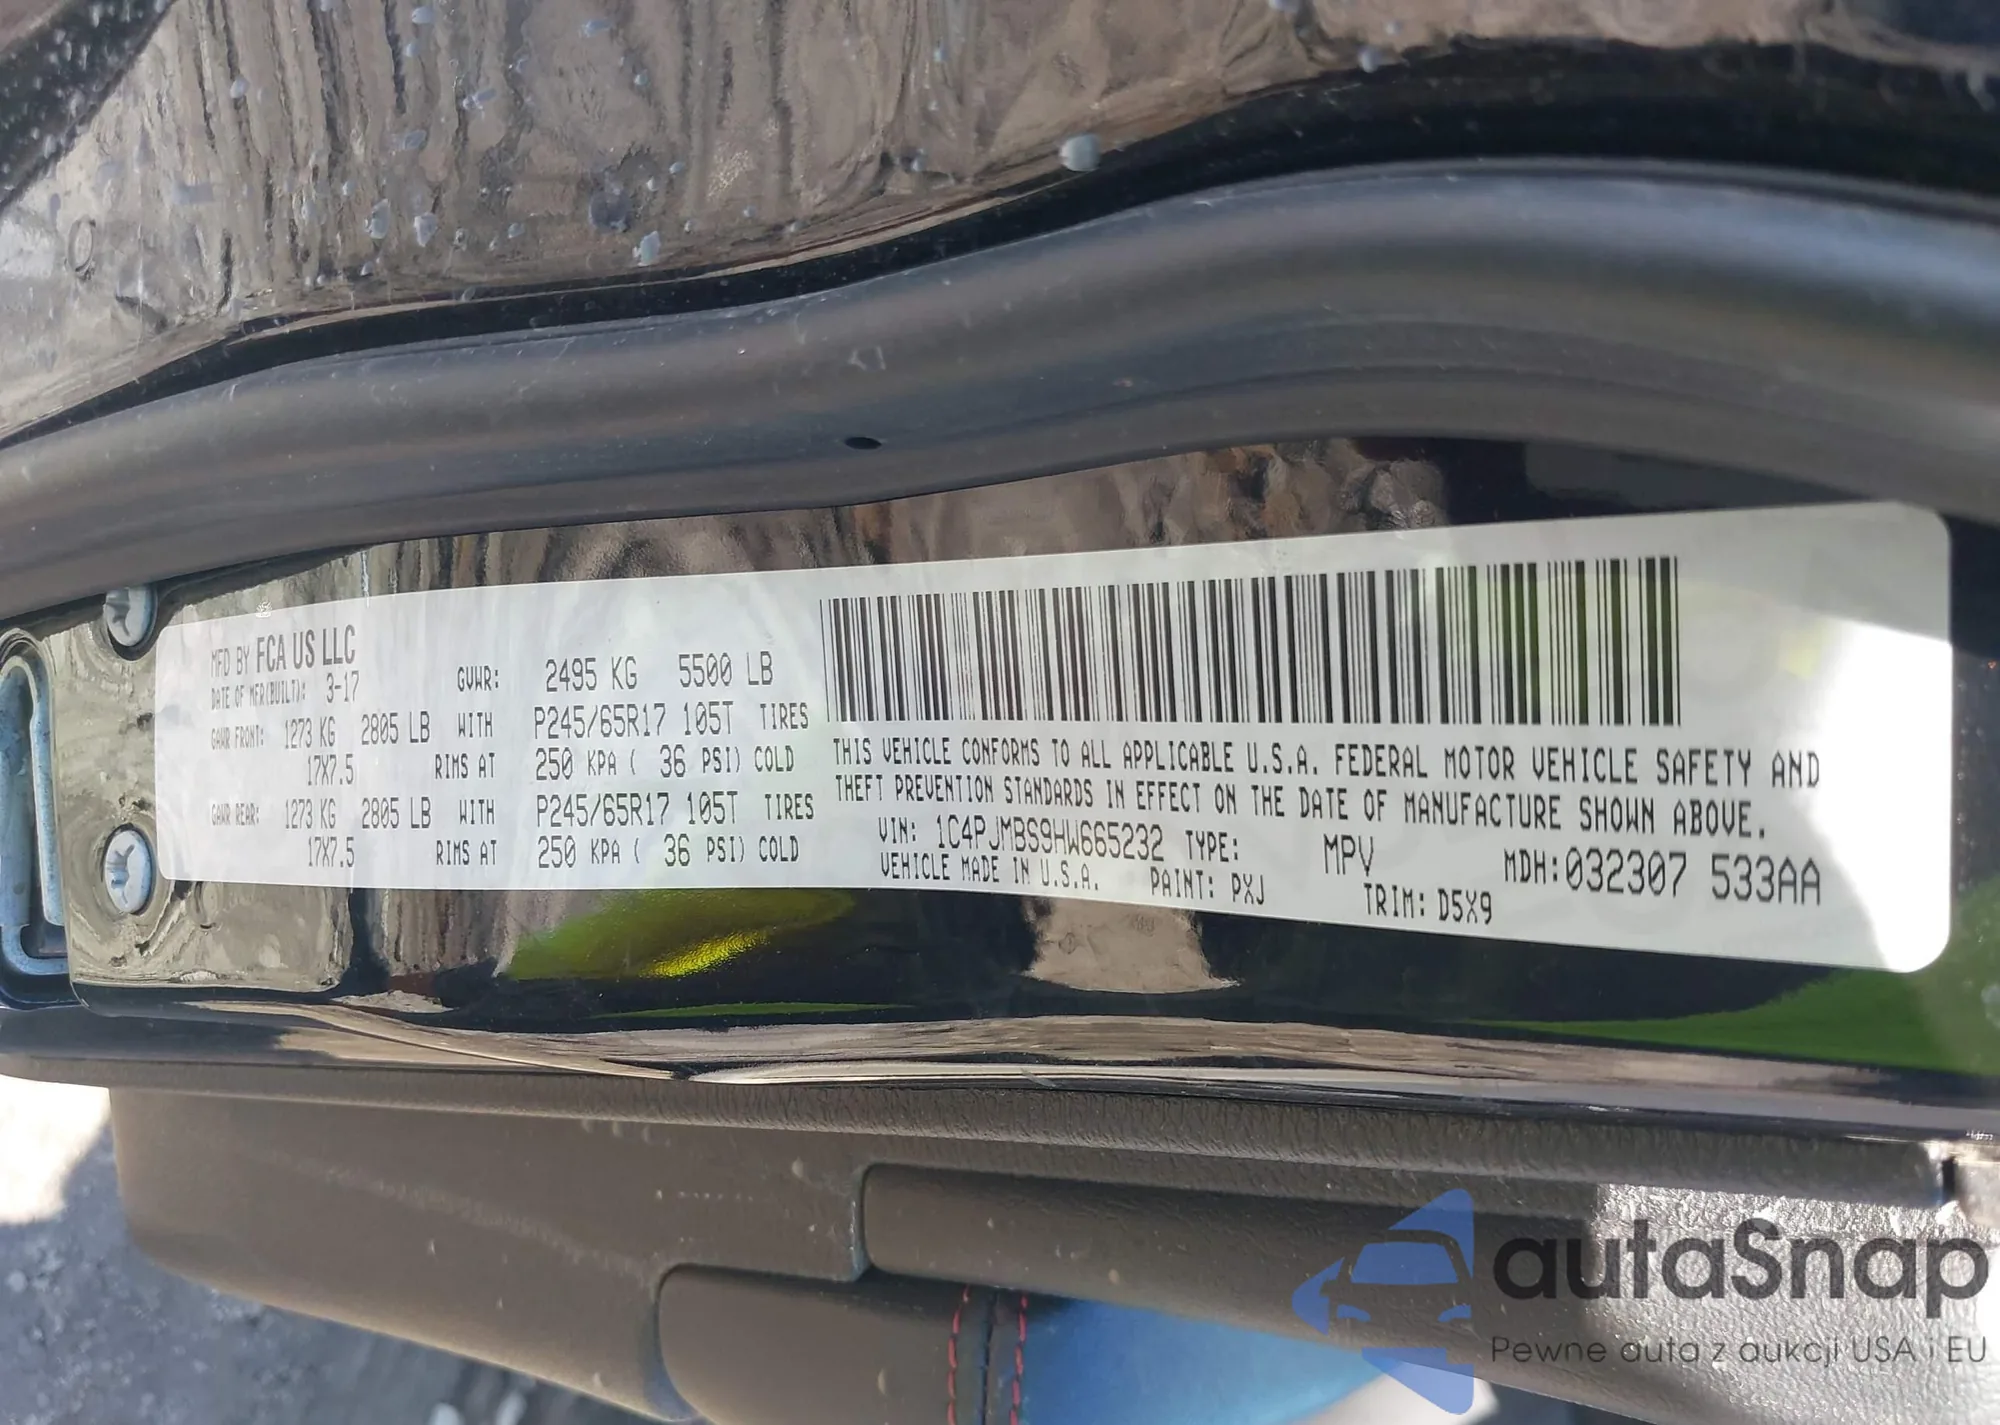 MFD BY FCA US LLC
DATE OF MFR(BUILT): 3-17 GVWR: 2495 KG 5500 LB
GAWR FRONT: 1273 KG 2805 LB WITH P245/65R17 105T TIRES
17X7.5 RIMS AT 250 KPA ( 36 PSI) COLD
GAWR REAR: 1273 KG 2805 LB WITH P245/65R17 105T TIRES
17X7.5 RIMS AT 250 KPA ( 36 PSI) COLD
THIS VEHICLE CONFORMS TO ALL APPLICABLE U.S.A. FEDERAL MOTOR VEHICLE SAFETY AND
THEFT PREVENTION STANDARDS IN EFFECT ON THE DATE OF MANUFACTURE SHOWN ABOVE.
VIN: 1C4PJMBS9HW665232 TYPE: MPV MDH:032307 533AA
VEHICLE MADE IN U.S.A. PAINT: PXJ TRIM: D5X9
autaSnap
Pewne auta z aukcji USA i EU